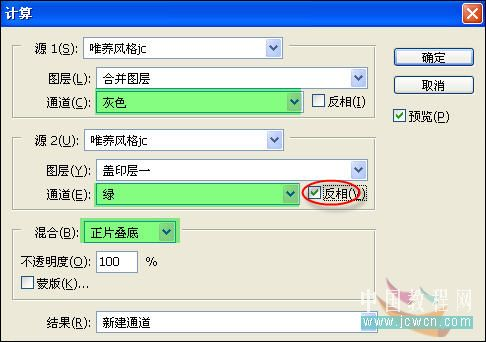 计算
源 1(S): 唯养风格jc
图层(L): 合并图层
通道(C): 灰色 反相(I)
源 2(U): 唯养风格jc
图层(Y): 盖印层一
通道(E): 绿 反相(V)
混合(B): 正片叠底
不透明度(O): 100 %
蒙版(K)...
结果(R): 新建通道
确定
取消
预览(P)
中国教程网
www.jcwcn.com